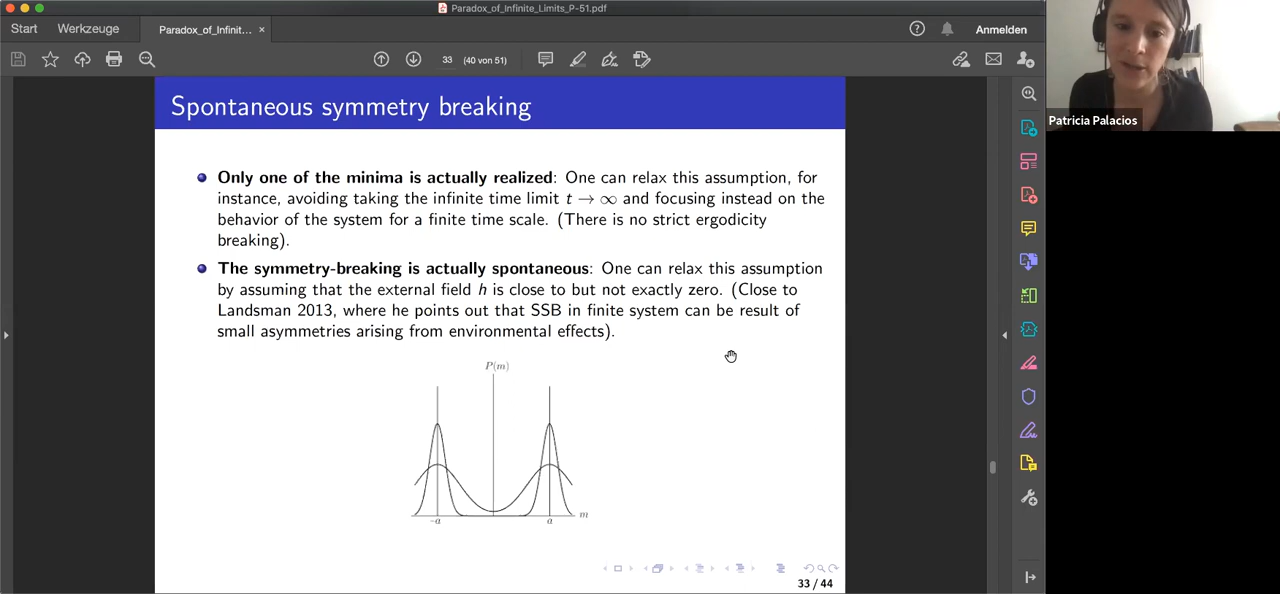 Paradox_of_Infinite_Limits_P-51.pdf
Start Werkzeuge Paradox_of_Infinit... × Anmelden
33 (40 von 51)
Spontaneous symmetry breaking
Only one of the minima is actually realized: One can relax this assumption, for
instance, avoiding taking the infinite time limit t → ∞ and focusing instead on the
behavior of the system for a finite time scale. (There is no strict ergodicity
breaking).
The symmetry-breaking is actually spontaneous: One can relax this assumption
by assuming that the external field h is close to but not exactly zero. (Close to
Landsman 2013, where he points out that SSB in finite system can be result of
small asymmetries arising from environmental effects).
P(m)
m
−a a
33 / 44
Patricia Palacios